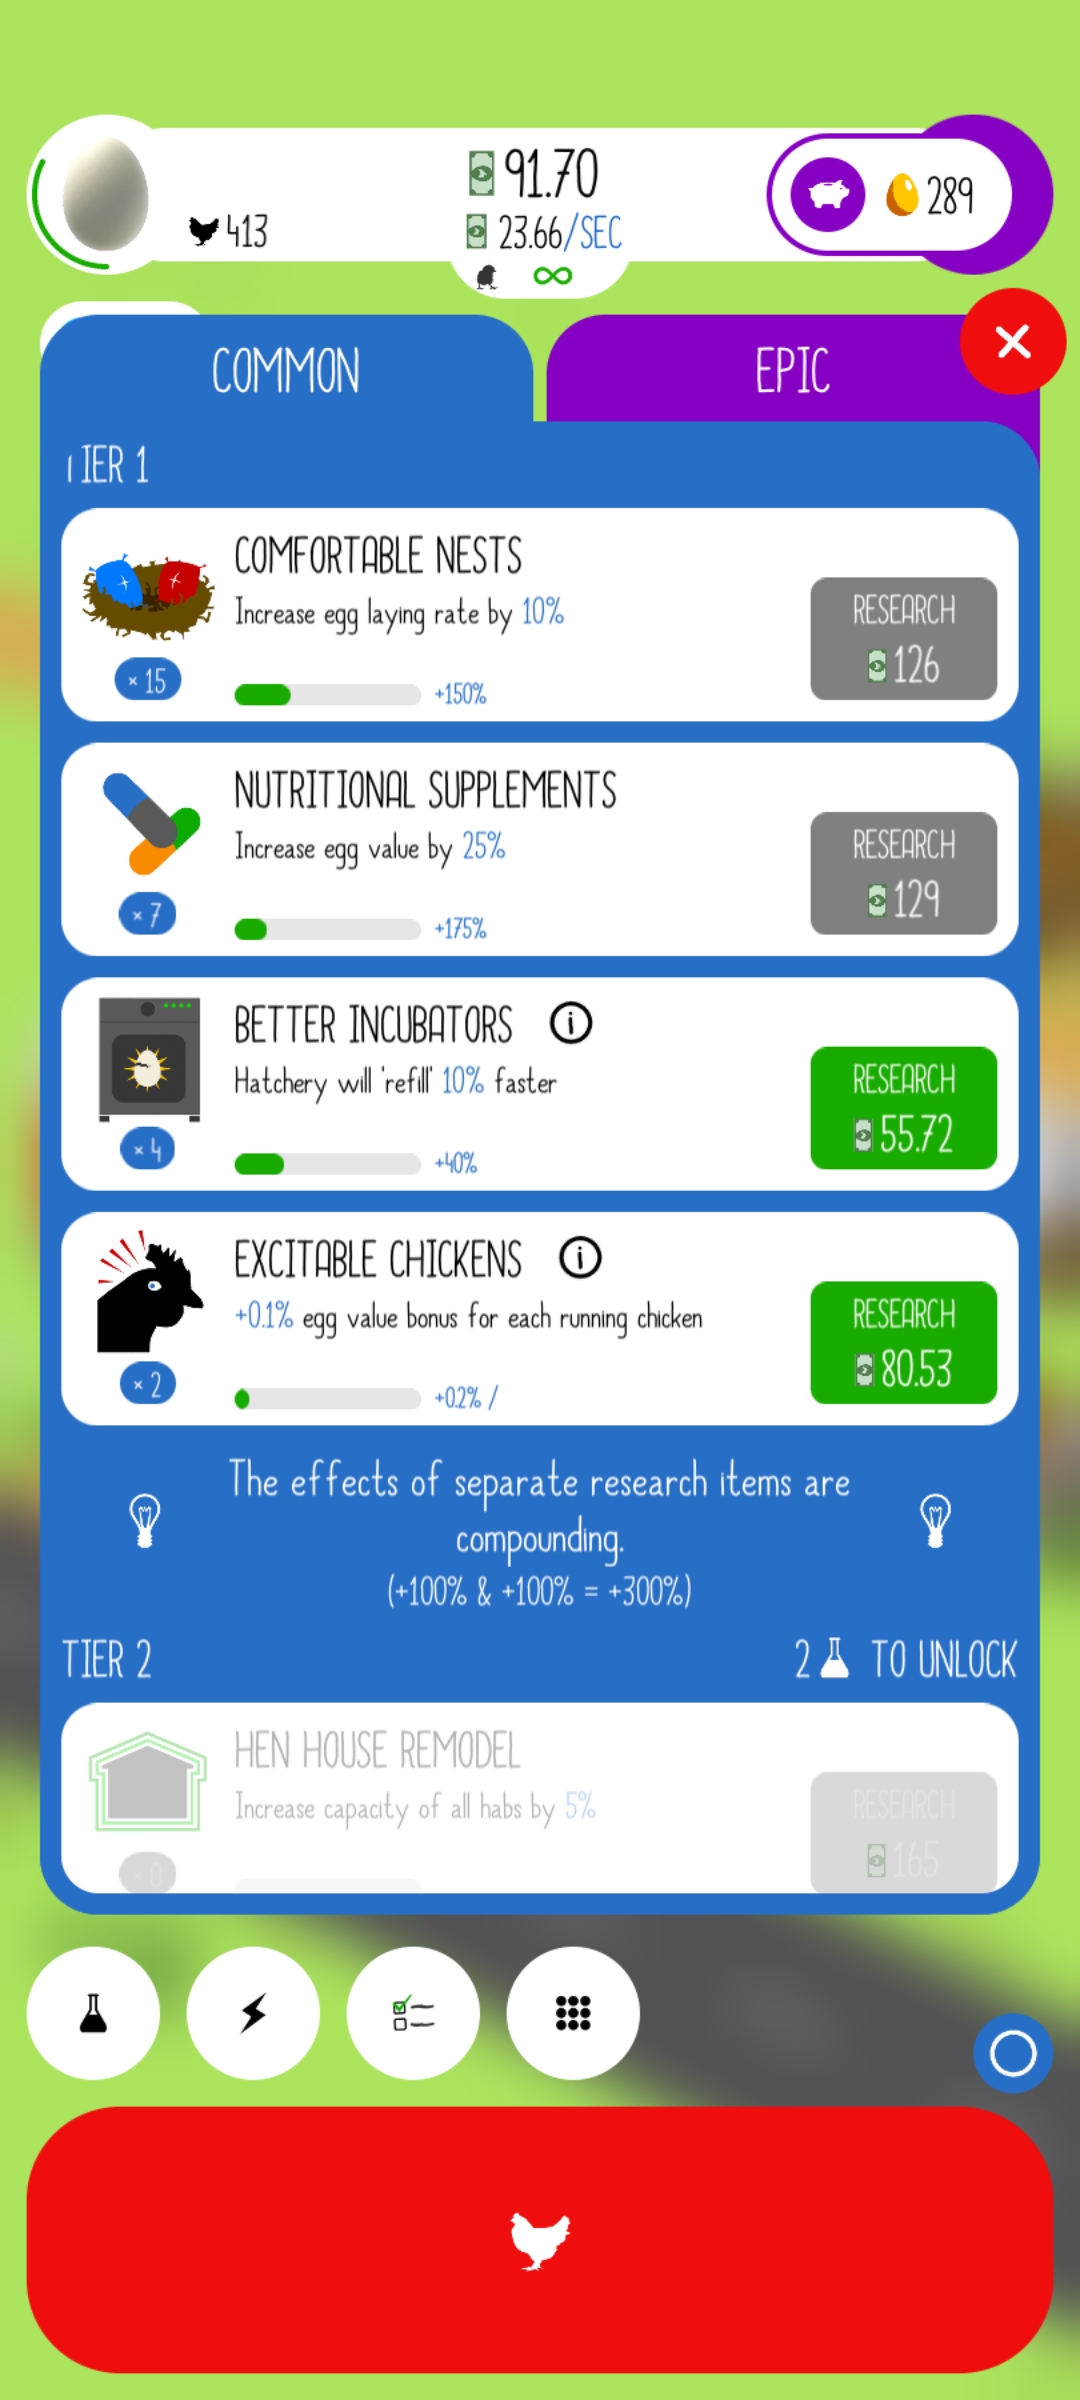 91.70
413
23.66/SEC
289
COMMON
EPIC
TIER 1
COMFORTABLE NESTS
Increase egg laying rate by 10%
× 15
+150%
RESEARCH
126
NUTRITIONAL SUPPLEMENTS
Increase egg value by 25%
× 7
+175%
RESEARCH
129
BETTER INCUBATORS
Hatchery will 'refill' 10% faster
× 4
+40%
RESEARCH
55.72
EXCITABLE CHICKENS
+0.1% egg value bonus for each running chicken
× 2
+0.2% /
RESEARCH
80.53
The effects of separate research items are
compounding.
(+100% & +100% = +300%)
TIER 2
2 TO UNLOCK
HEN HOUSE REMODEL
Increase capacity of all habs by 5%
× 0
RESEARCH
165